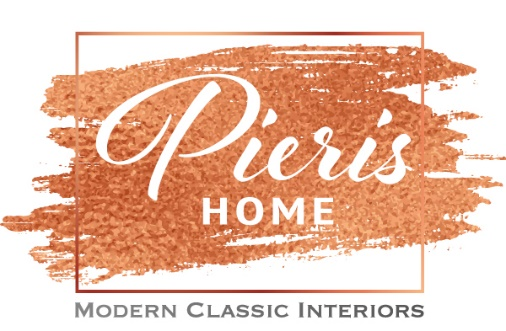 Pieris
HOME
MODERN CLASSIC INTERIORS